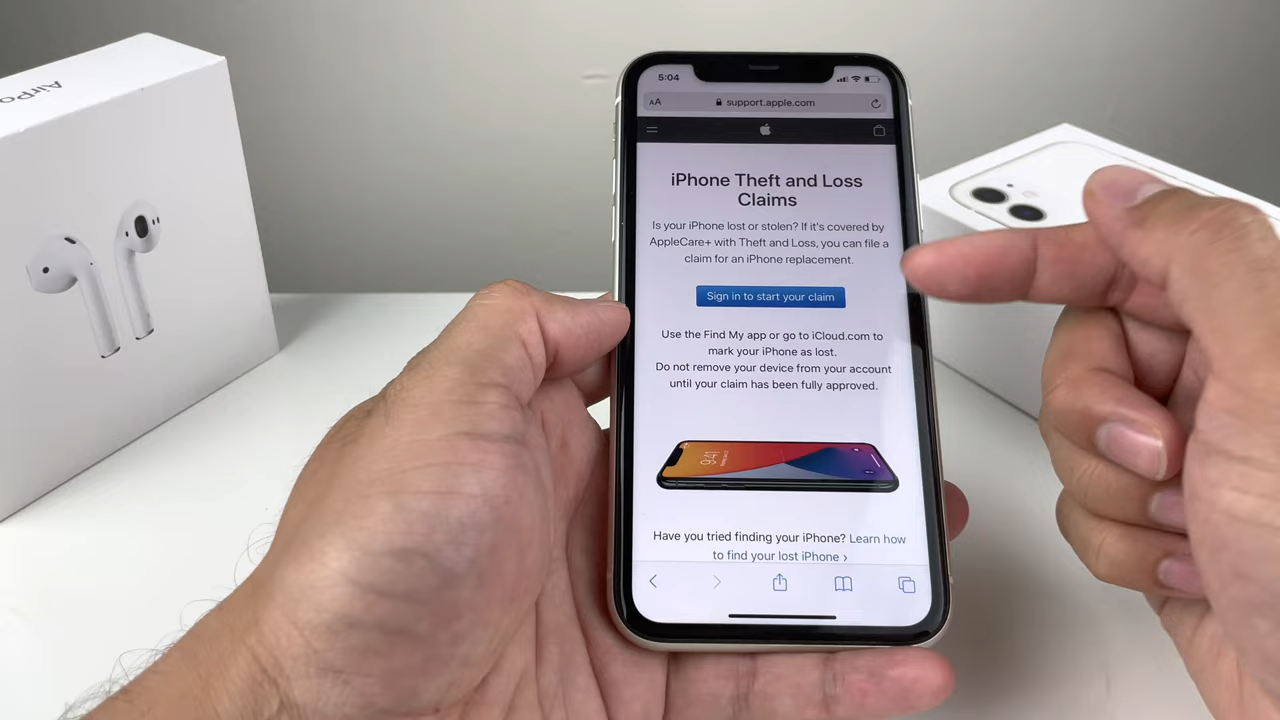 AirPo
5:04
AA
support.apple.com
iPhone Theft and Loss
Claims
Is your iPhone lost or stolen? If it's covered by
AppleCare+ with Theft and Loss, you can file a
claim for an iPhone replacement.
Sign in to start your claim
Use the Find My app or go to iCloud.com to
mark your iPhone as lost.
Do not remove your device from your account
until your claim has been fully approved.
9:41
Have you tried finding your iPhone? Learn how
to find your lost iPhone ›